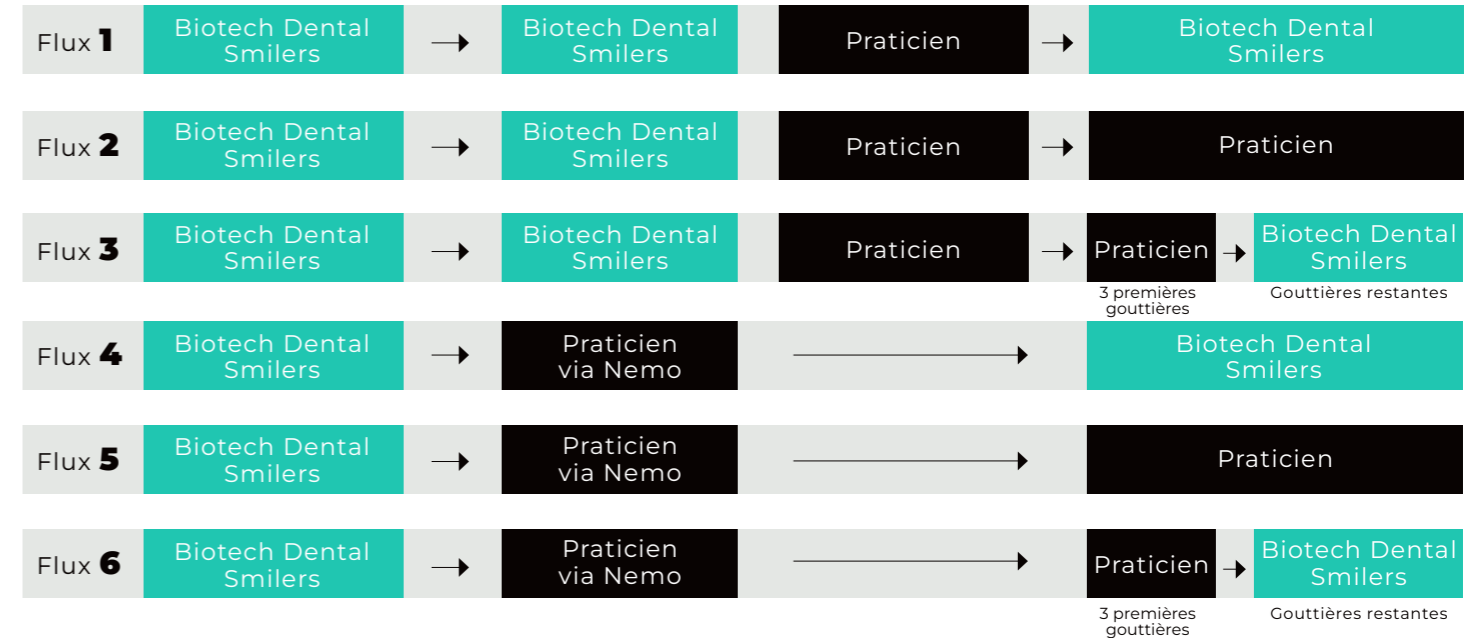 Flux 1
Biotech Dental
Smilers
Biotech Dental
Smilers
Praticien
Biotech Dental
Smilers
Flux 2
Biotech Dental
Smilers
Biotech Dental
Smilers
Praticien
Praticien
Flux 3
Biotech Dental
Smilers
Biotech Dental
Smilers
Praticien
Praticien
Biotech Dental
Smilers
3 premières
gouttières
Gouttières restantes
Flux 4
Biotech Dental
Smilers
Praticien
via Nemo
Biotech Dental
Smilers
Flux 5
Biotech Dental
Smilers
Praticien
via Nemo
Praticien
Flux 6
Biotech Dental
Smilers
Praticien
via Nemo
Praticien
Biotech Dental
Smilers
3 premières
gouttières
Gouttières restantes